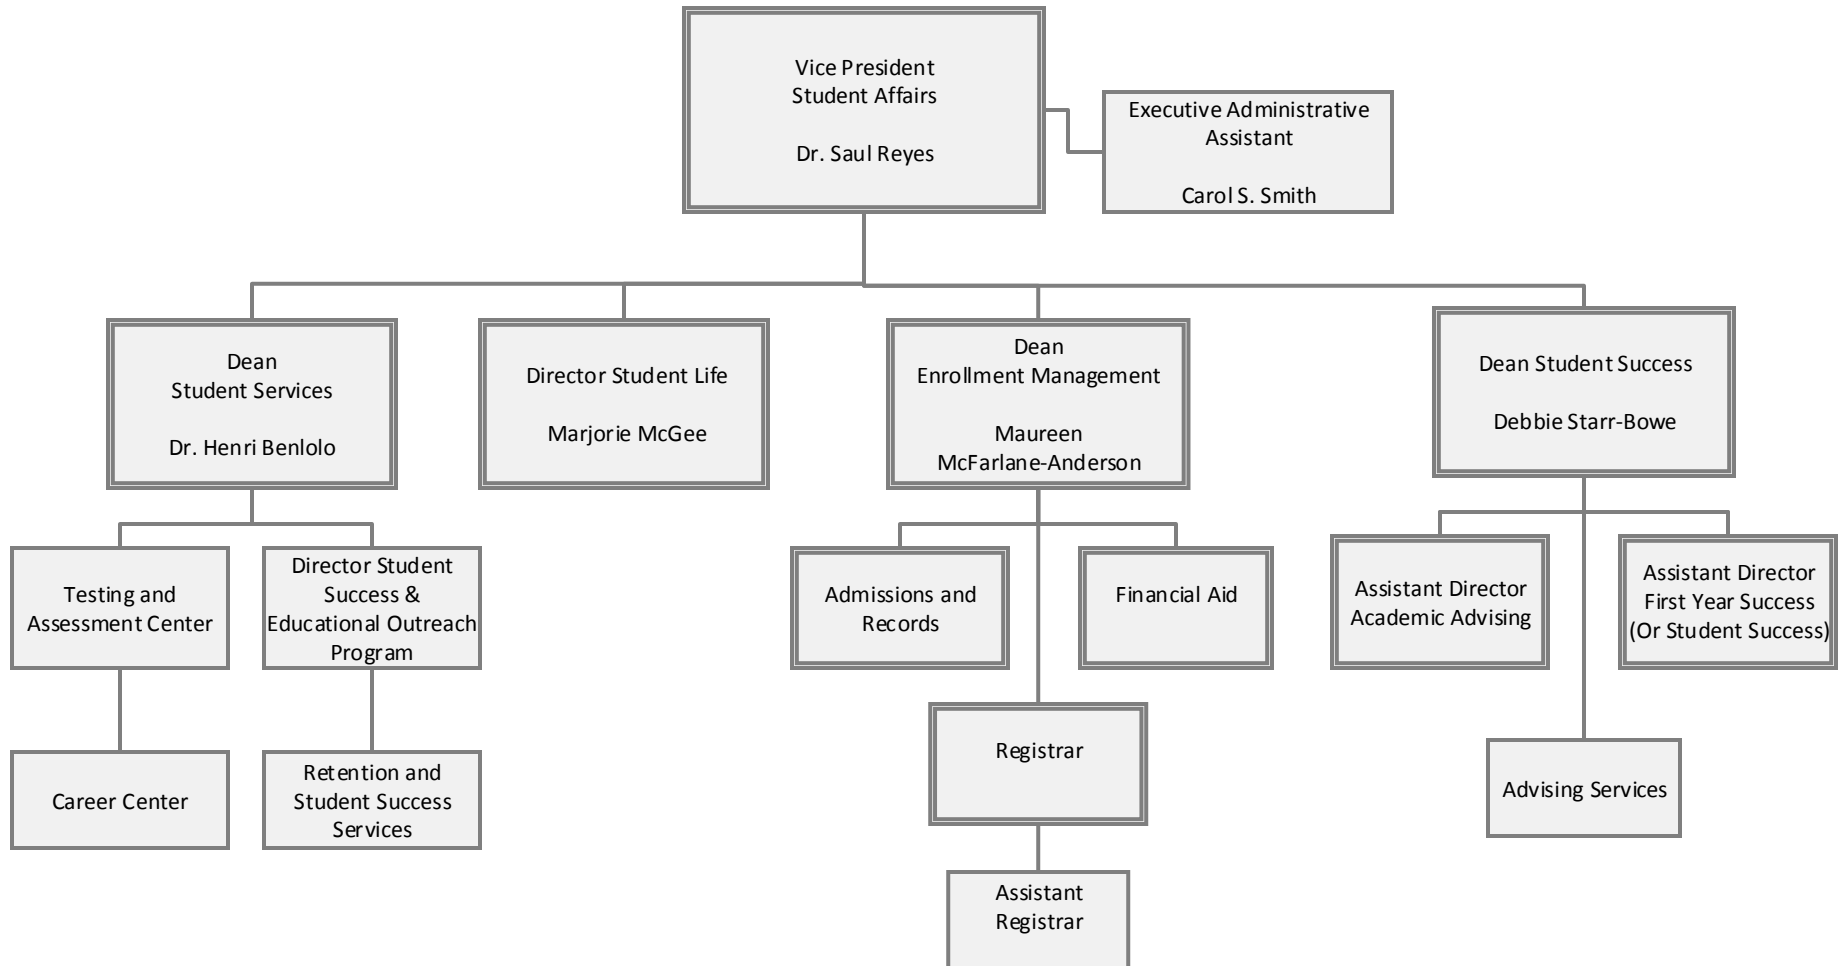 Vice President
Student Affairs
Dr. Saul Reyes
Executive Administrative
Assistant
Carol S. Smith
Dean
Student Services
Dr. Henri Benlolo
Director Student Life
Marjorie McGee
Dean
Enrollment Management
Maureen
McFarlane-Anderson
Dean Student Success
Debbie Starr-Bowe
Testing and
Assessment Center
Director Student
Success &
Educational Outreach
Program
Admissions and
Records
Financial Aid
Assistant Director
Academic Advising
Assistant Director
First Year Success
(Or Student Success)
Career Center
Retention and
Student Success
Services
Registrar
Advising Services
Assistant
Registrar